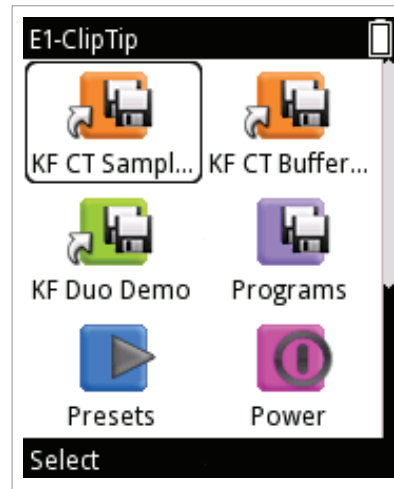 E1-ClipTip
KF CT Sampl... KF CT Buffer...
KF Duo Demo Programs
Presets Power
Select